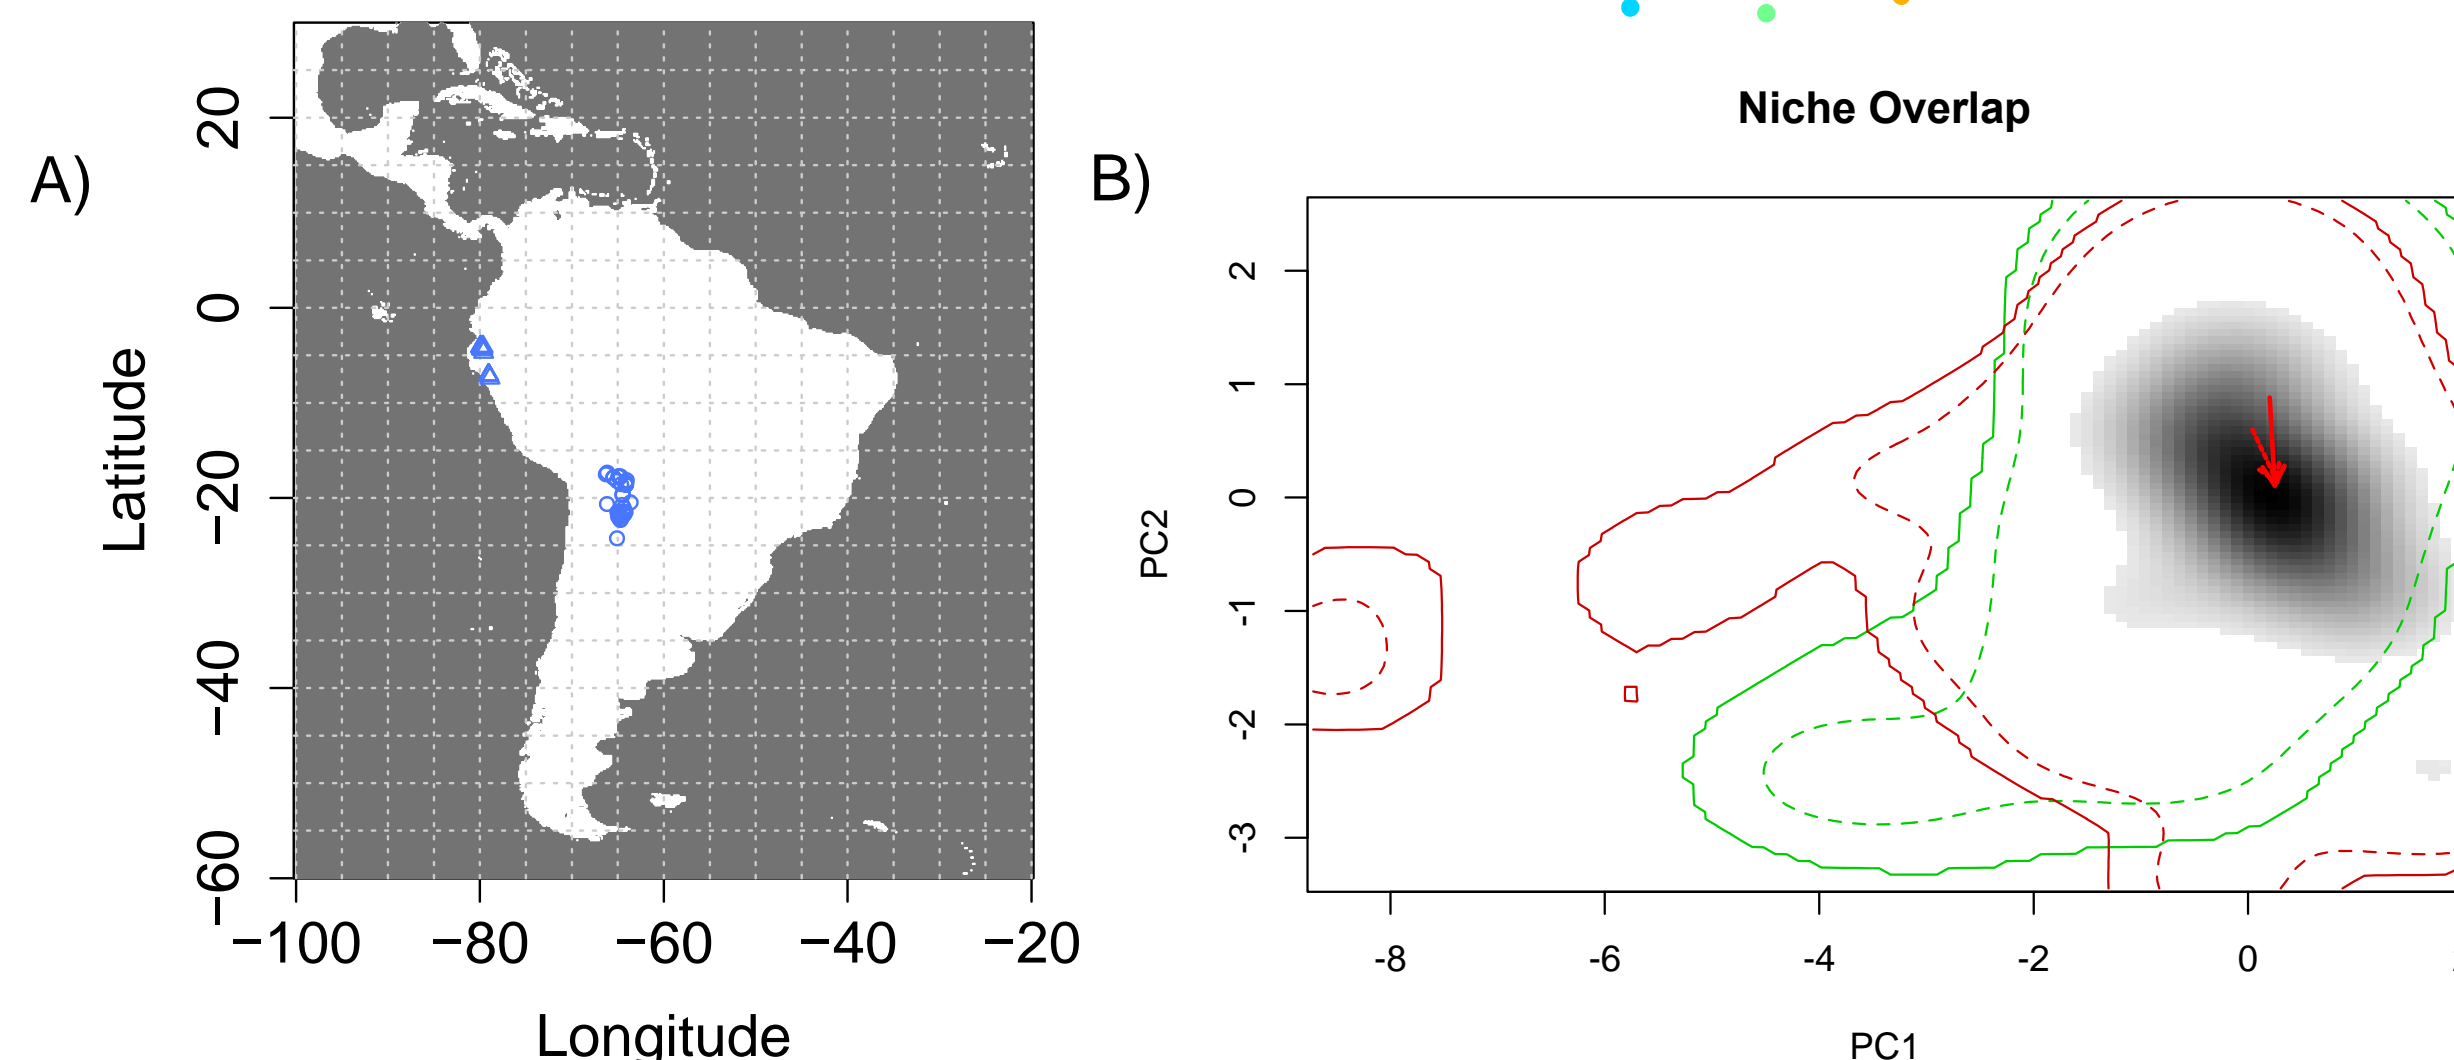 A)
20
0
−20
−40
−60
Latitude
−100 −80 −60 −40 −20
Longitude
B)
Niche Overlap
2
1
0
-1
-2
-3
PC2
-8 -6 -4 -2 0
PC1